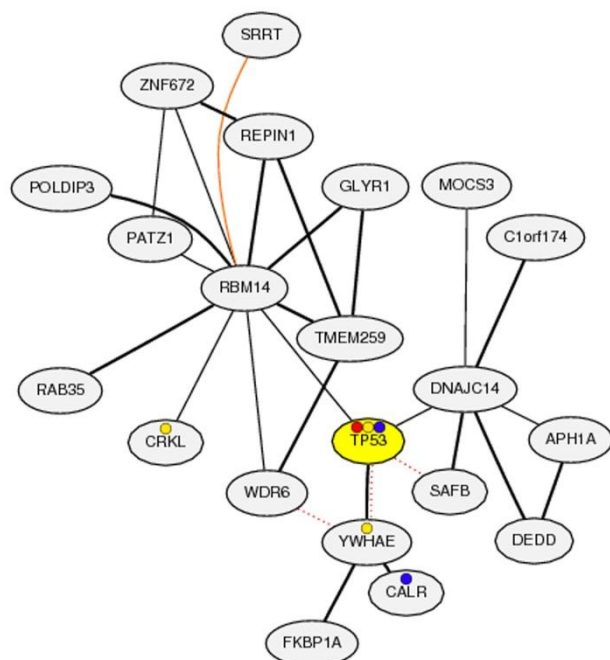 SRRT
ZNF672
REPIN1
POLDIP3
GLYR1
MOCS3
PATZ1
C1orf174
RBM14
TMEM259
RAB35
DNAJC14
CRKL
TP53
APH1A
WDR6
SAFB
YWHAE
DEDD
CALR
FKBP1A